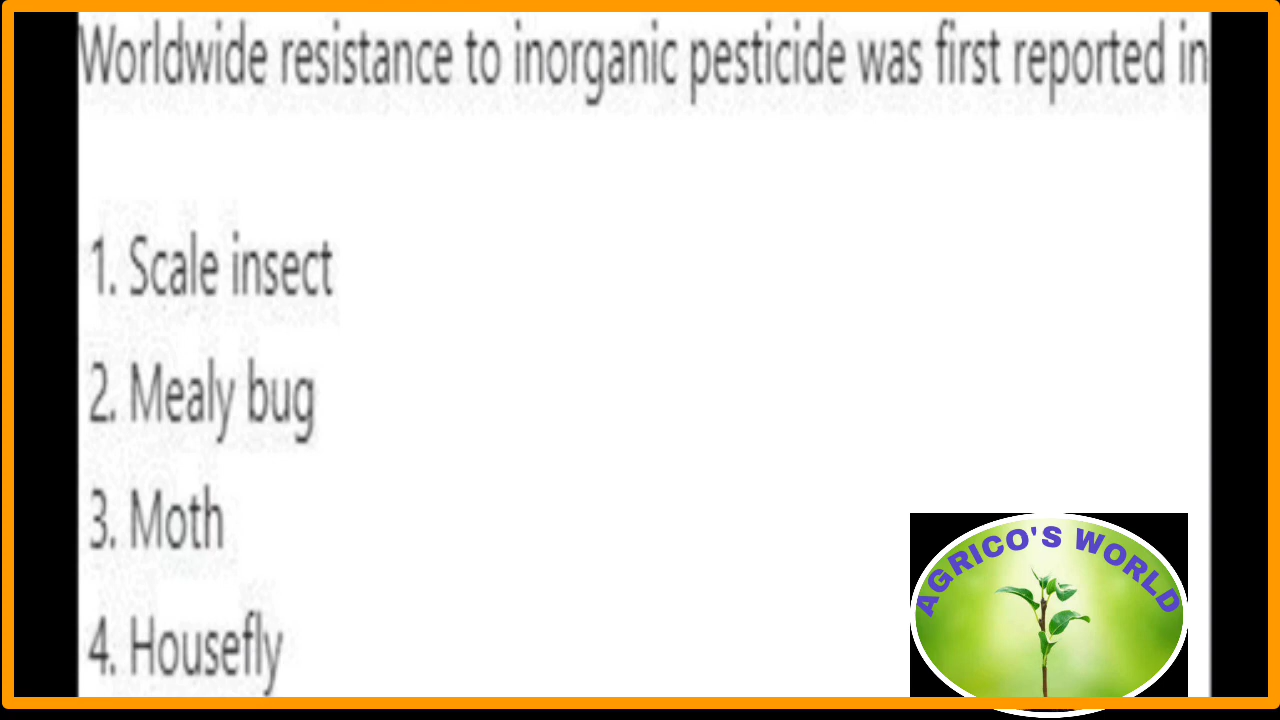 Worldwide resistance to inorganic pesticide was first reported in
1. Scale insect
2. Mealy bug
3. Moth
4. Housefly
AGRICO'S WORLD